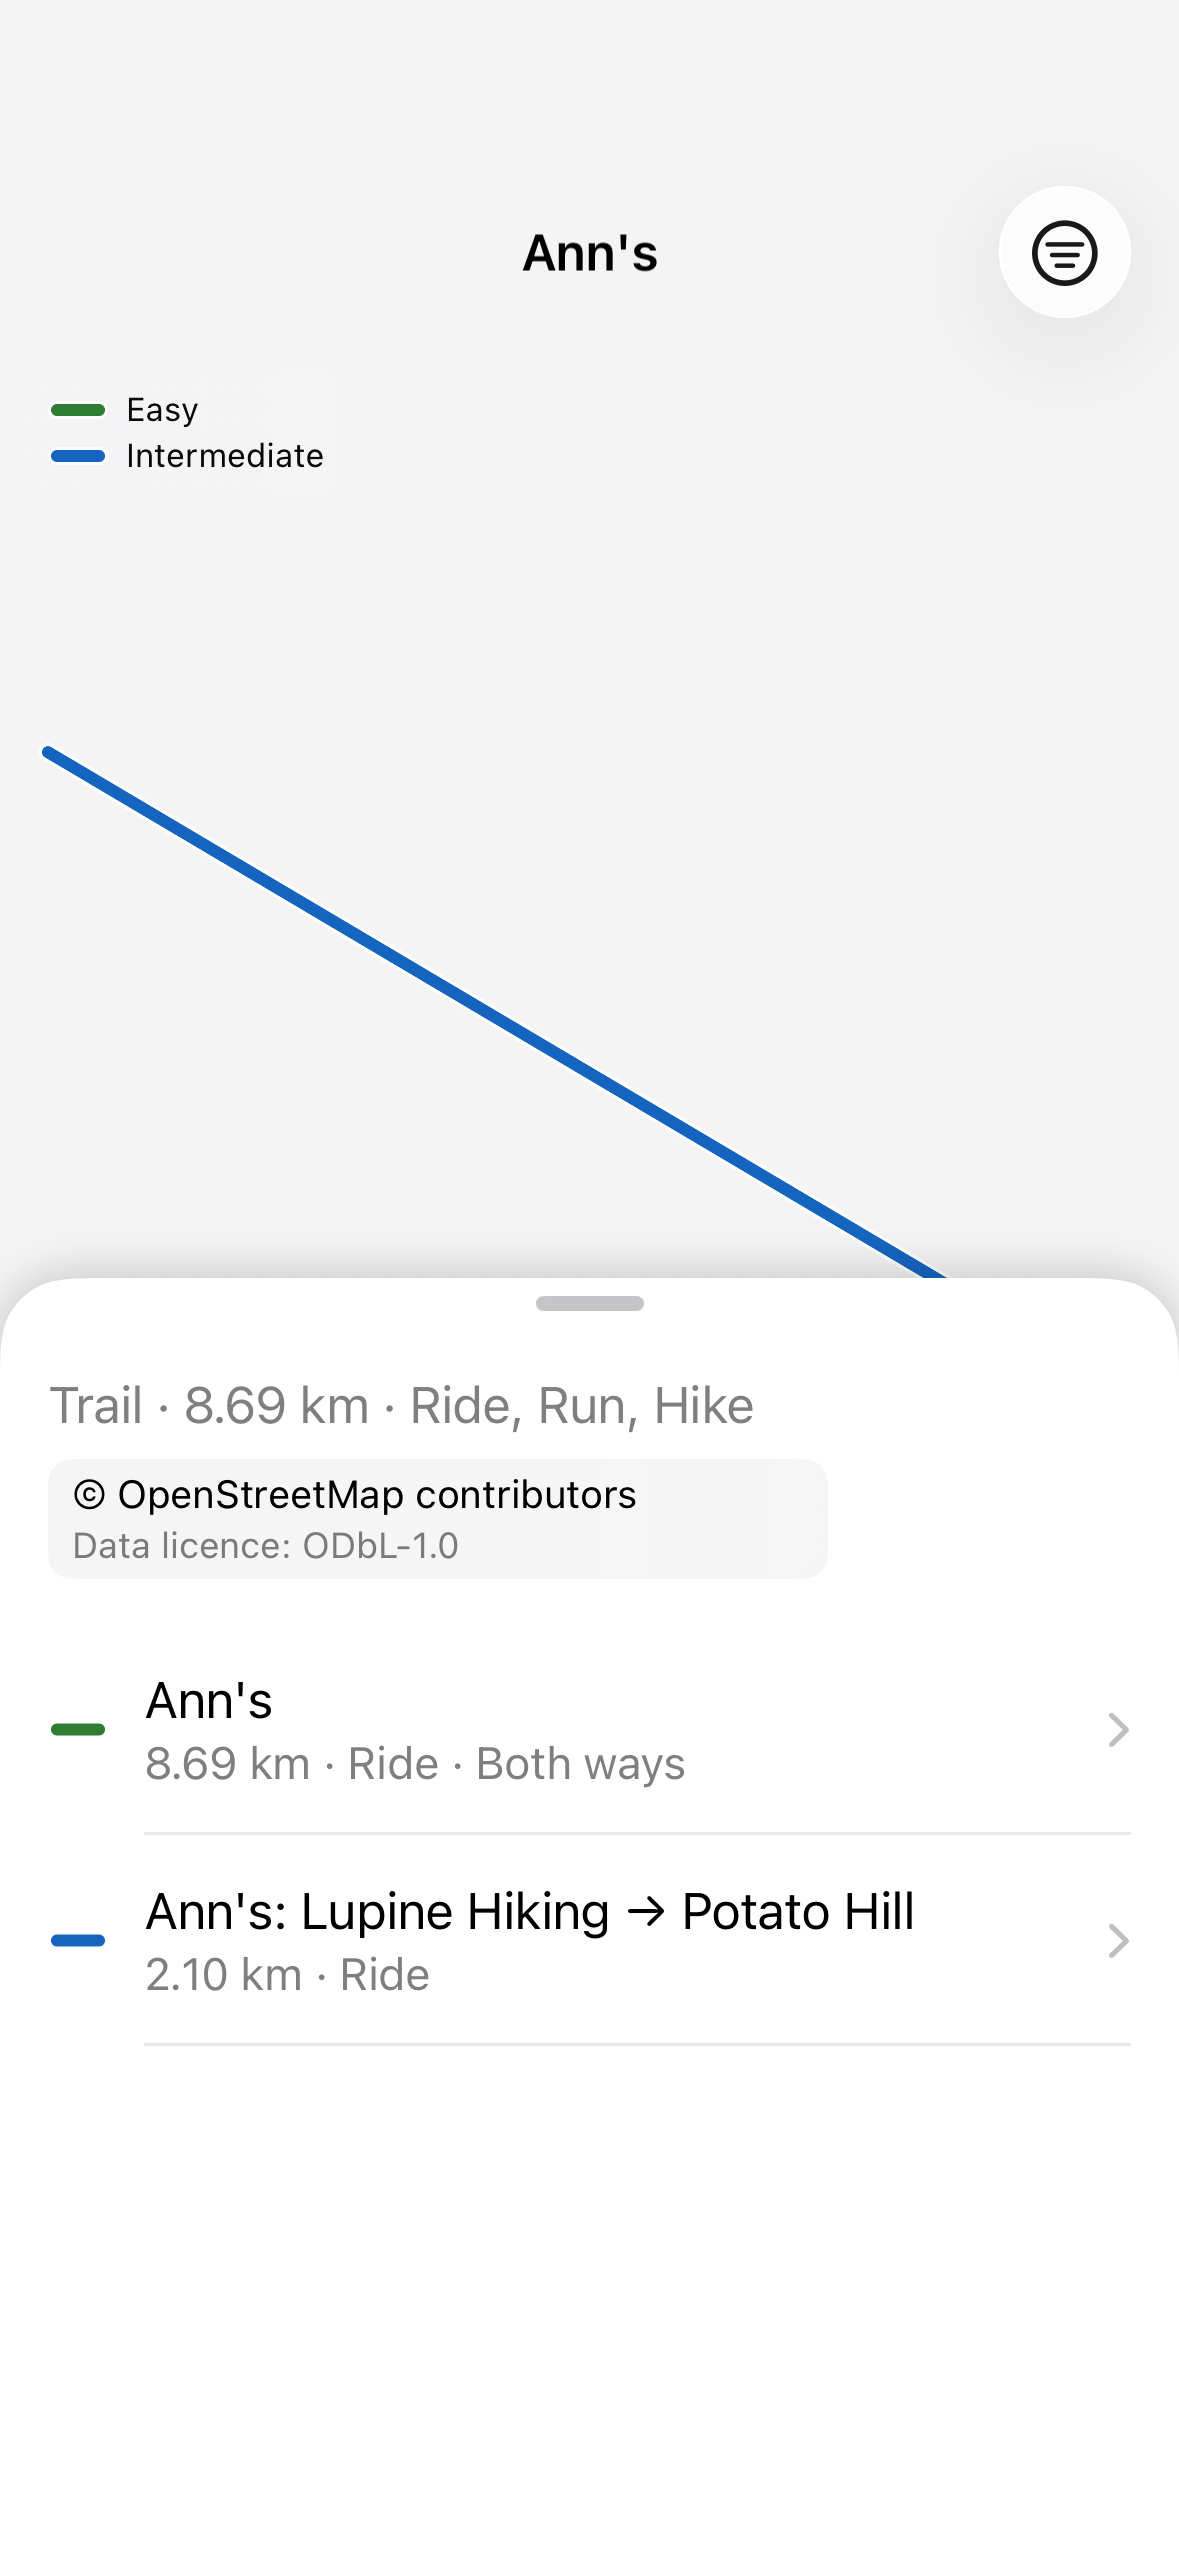 Ann's
Easy
Intermediate
Trail · 8.69 km · Ride, Run, Hike
© OpenStreetMap contributors
Data licence: ODbL-1.0
Ann's
8.69 km · Ride · Both ways
Ann's: Lupine Hiking → Potato Hill
2.10 km · Ride